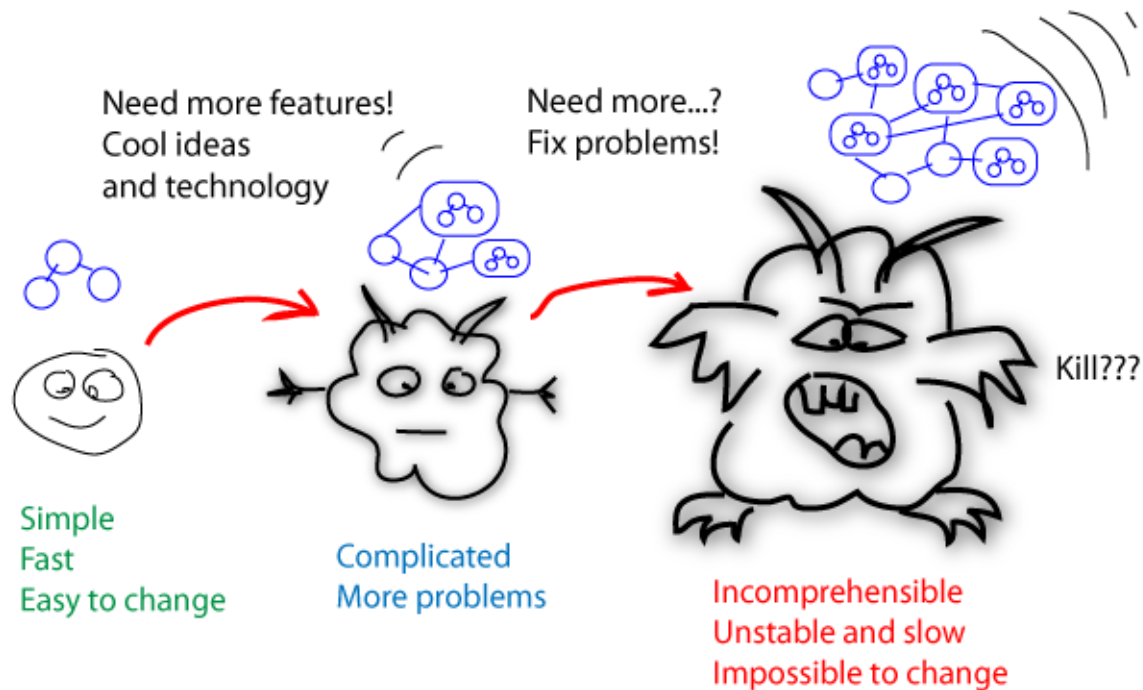 Need more features!
Cool ideas
and technology
Need more...?
Fix problems!
Kill???
Simple
Fast
Easy to change
Complicated
More problems
Incomprehensible
Unstable and slow
Impossible to change